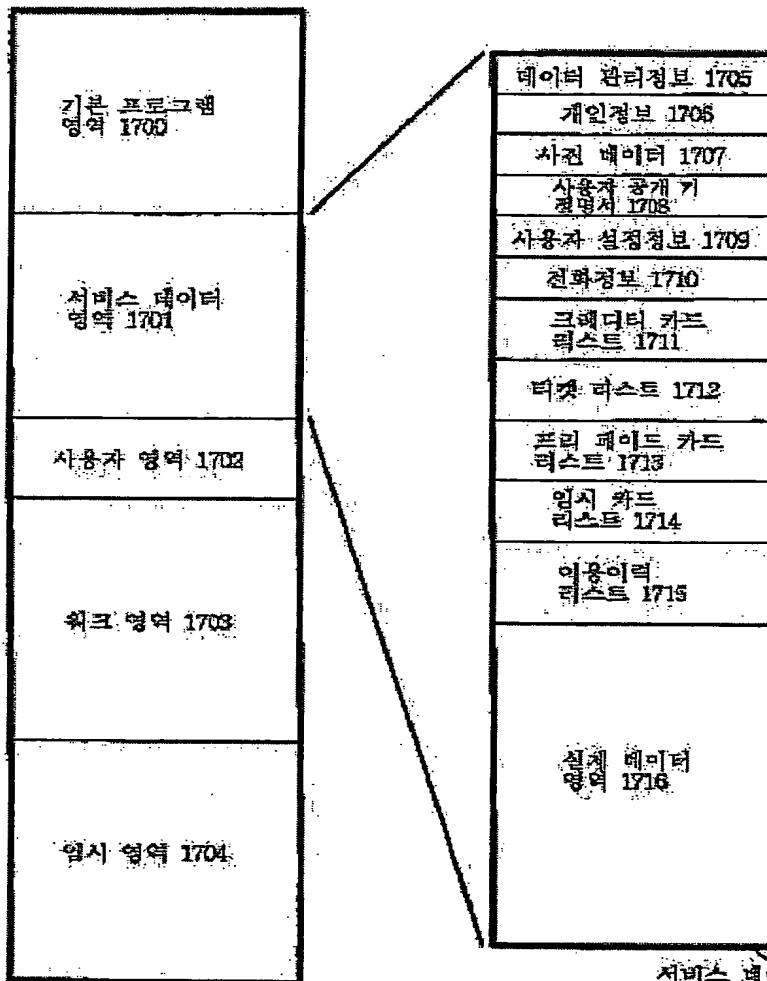 기본 프로그램
영역 1700
서비스 데이터
영역 1701
사용자 영역 1702
워크 영역 1703
임시 영역 1704
데이터 관리정보 1705
개인정보 1706
사진 데이터 1707
사용자 공개 키
증명서 1708
사용자 설정정보 1709
전화정보 1710
크레디트 카드
리스트 1711
티켓 리스트 1712
프리 페이드 카드
리스트 1713
임시 카드
리스트 1714
이용이력
리스트 1715
실제 데이터
영역 1716
서비스